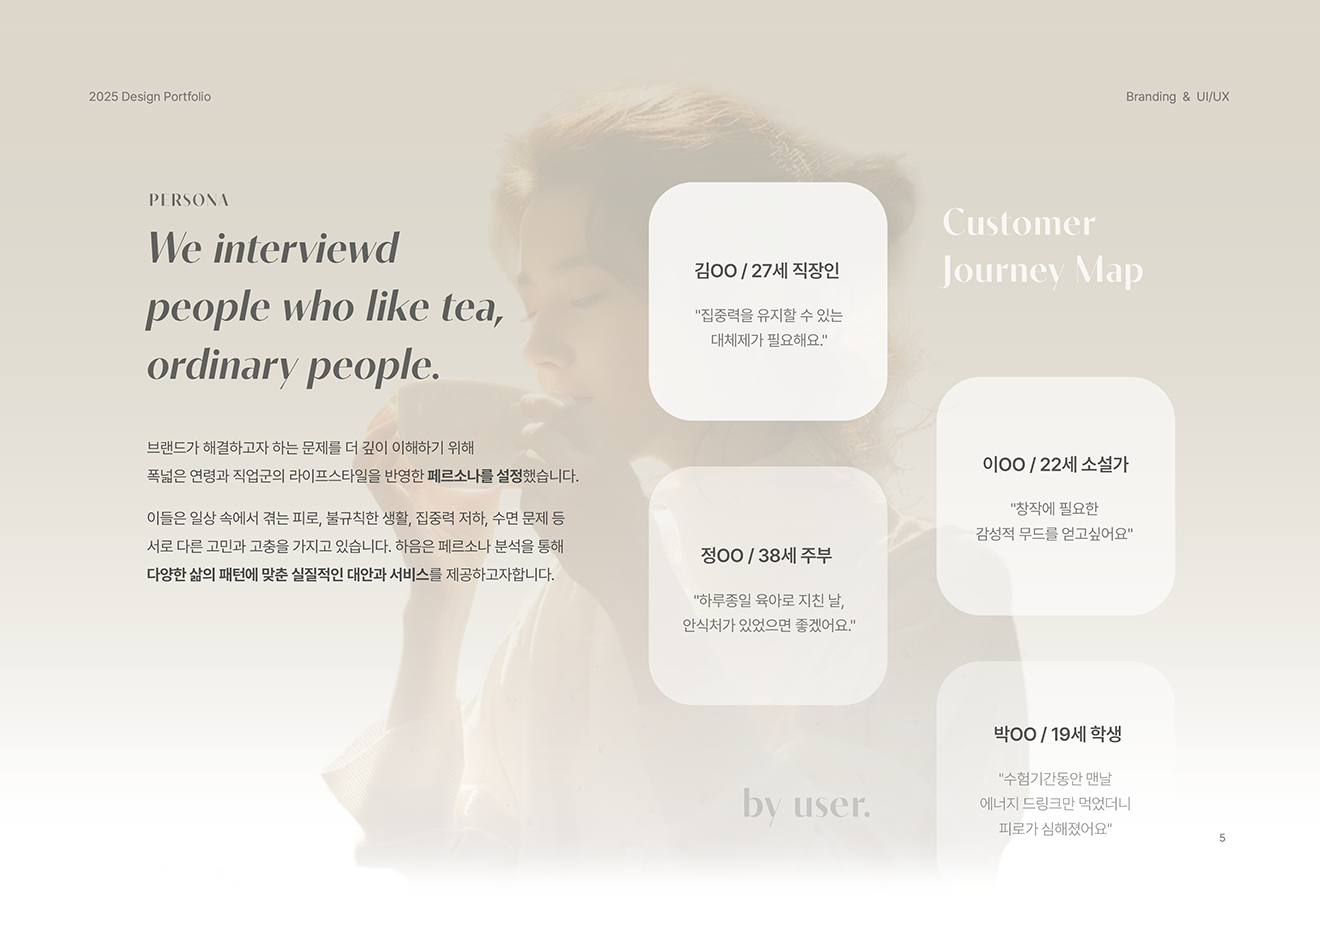 2025 Design Portfolio
Branding & UI/UX
PERSONA
We interviewd
people who like tea,
ordinary people.
브랜드가 해결하고자 하는 문제를 더 깊이 이해하기 위해
폭넓은 연령과 직업군의 라이프스타일을 반영한 페르소나를 설정했습니다.
이들은 일상 속에서 겪는 피로, 불규칙한 생활, 집중력 저하, 수면 문제 등
서로 다른 고민과 고충을 가지고 있습니다. 하음은 페르소나 분석을 통해
다양한 삶의 패턴에 맞춘 실질적인 대안과 서비스를 제공하고자합니다.
김OO / 27세 직장인
"집중력을 유지할 수 있는
대체제가 필요해요."
정OO / 38세 주부
"하루종일 육아로 지친 날,
안식처가 있었으면 좋겠어요."
by user.
Customer
Journey Map
이OO / 22세 소설가
"창작에 필요한
감성적 무드를 얻고싶어요"
박OO / 19세 학생
"수험기간동안 맨날
에너지 드링크만 먹었더니
피로가 심해졌어요"
5